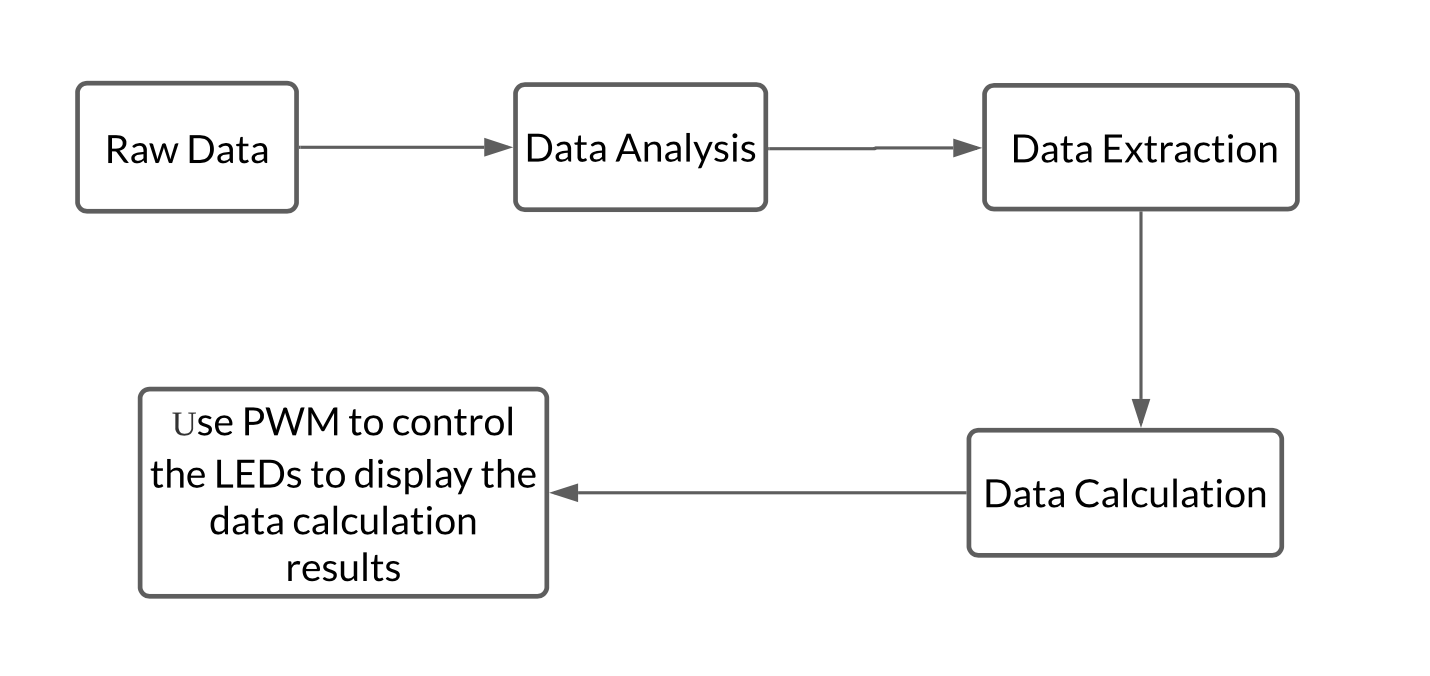 Raw Data
Data Analysis
Data Extraction
Use PWM to control
the LEDs to display the
data calculation
results
Data Calculation